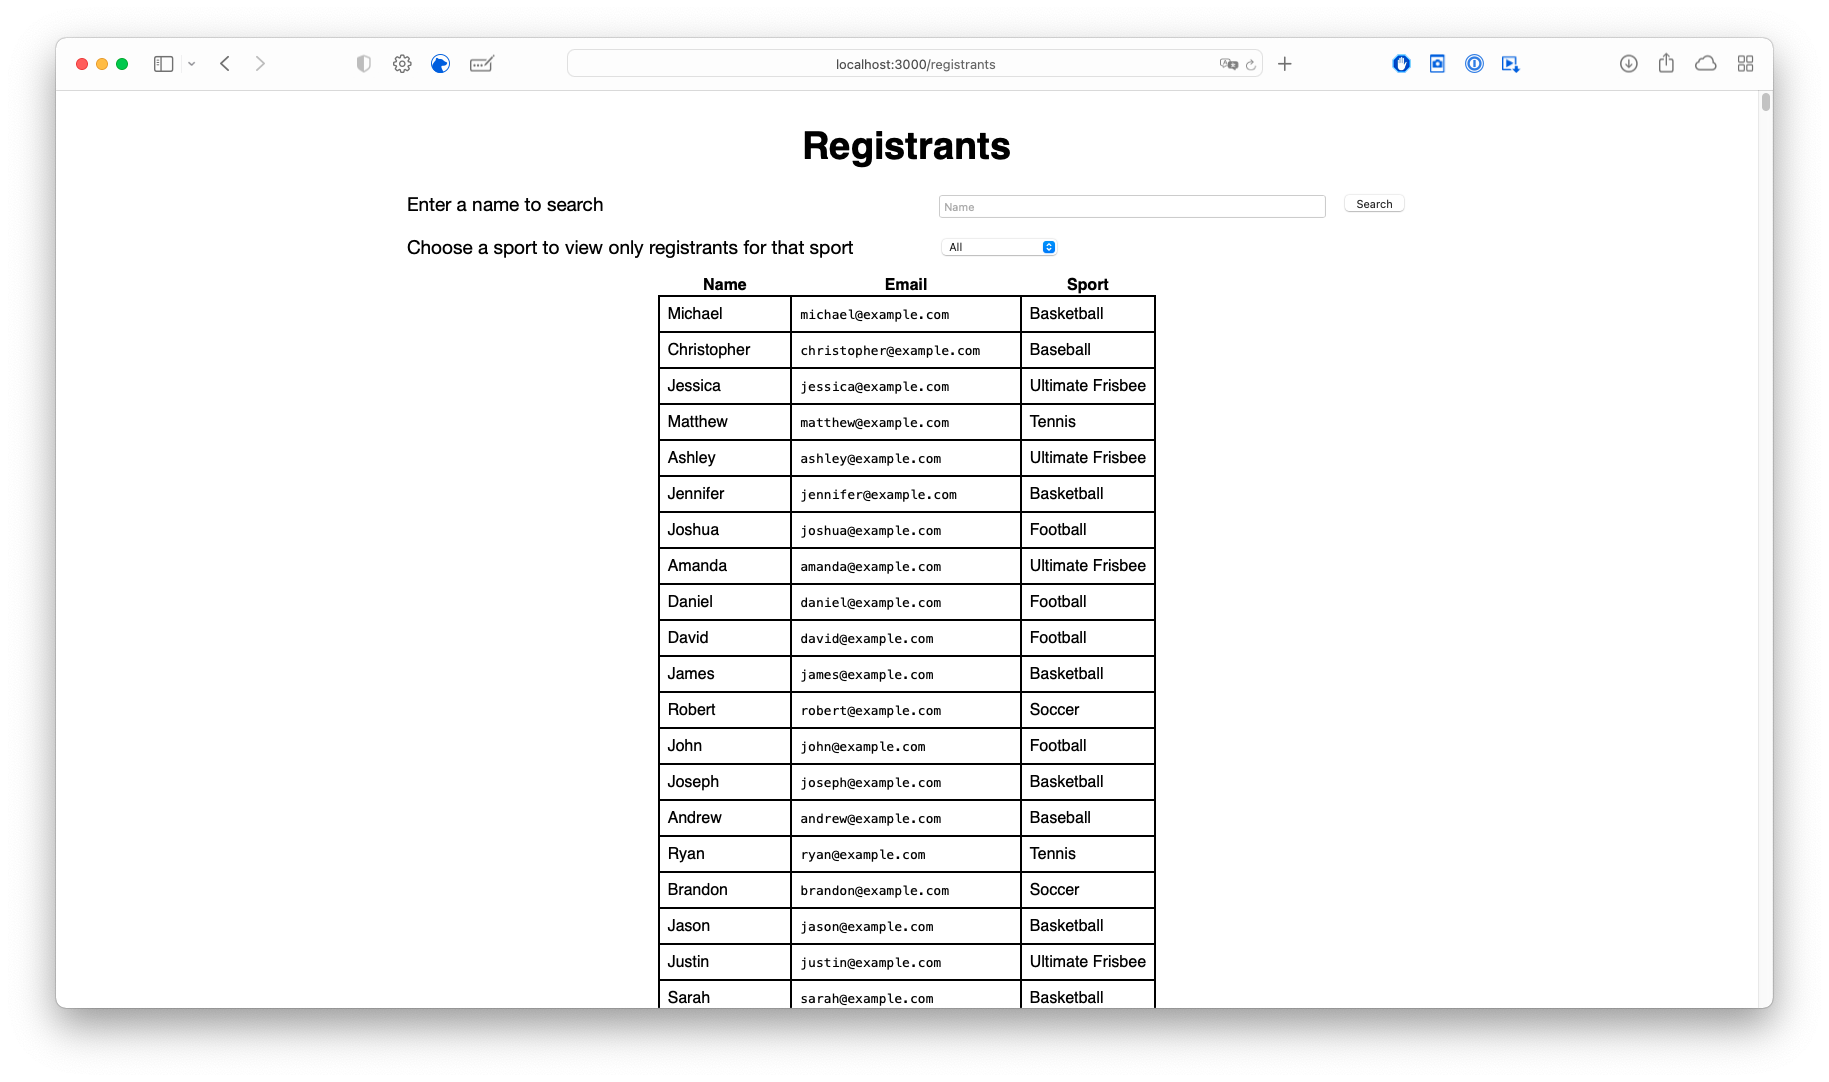 localhost:3000/registrants
Registrants
Enter a name to search Name Search
Choose a sport to view only registrants for that sport All
Name Email Sport
Michael michael@example.com Basketball
Christopher christopher@example.com Baseball
Jessica jessica@example.com Ultimate Frisbee
Matthew matthew@example.com Tennis
Ashley ashley@example.com Ultimate Frisbee
Jennifer jennifer@example.com Basketball
Joshua joshua@example.com Football
Amanda amanda@example.com Ultimate Frisbee
Daniel daniel@example.com Football
David david@example.com Football
James james@example.com Basketball
Robert robert@example.com Soccer
John john@example.com Football
Joseph joseph@example.com Basketball
Andrew andrew@example.com Baseball
Ryan ryan@example.com Tennis
Brandon brandon@example.com Soccer
Jason jason@example.com Basketball
Justin justin@example.com Ultimate Frisbee
Sarah sarah@example.com Basketball